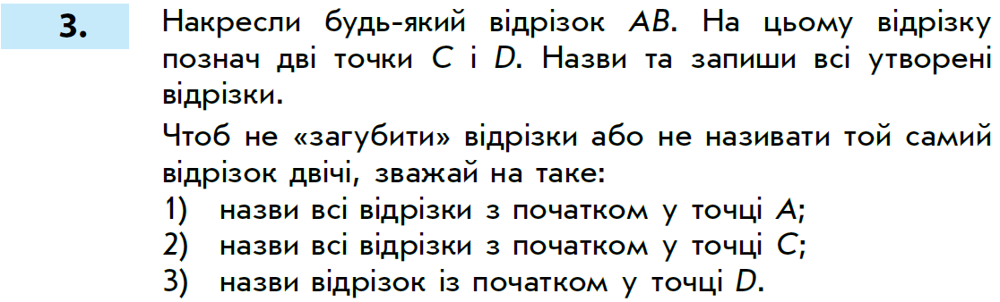 3. Накресли будь-який відрізок AB. На цьому відрізку
познач дві точки C і D. Назви та запиши всі утворені
відрізки.
Чтоб не «загубити» відрізки або не називати той самий
відрізок двічі, зважай на таке:
1) назви всі відрізки з початком у точці A;
2) назви всі відрізки з початком у точці C;
3) назви відрізок із початком у точці D.